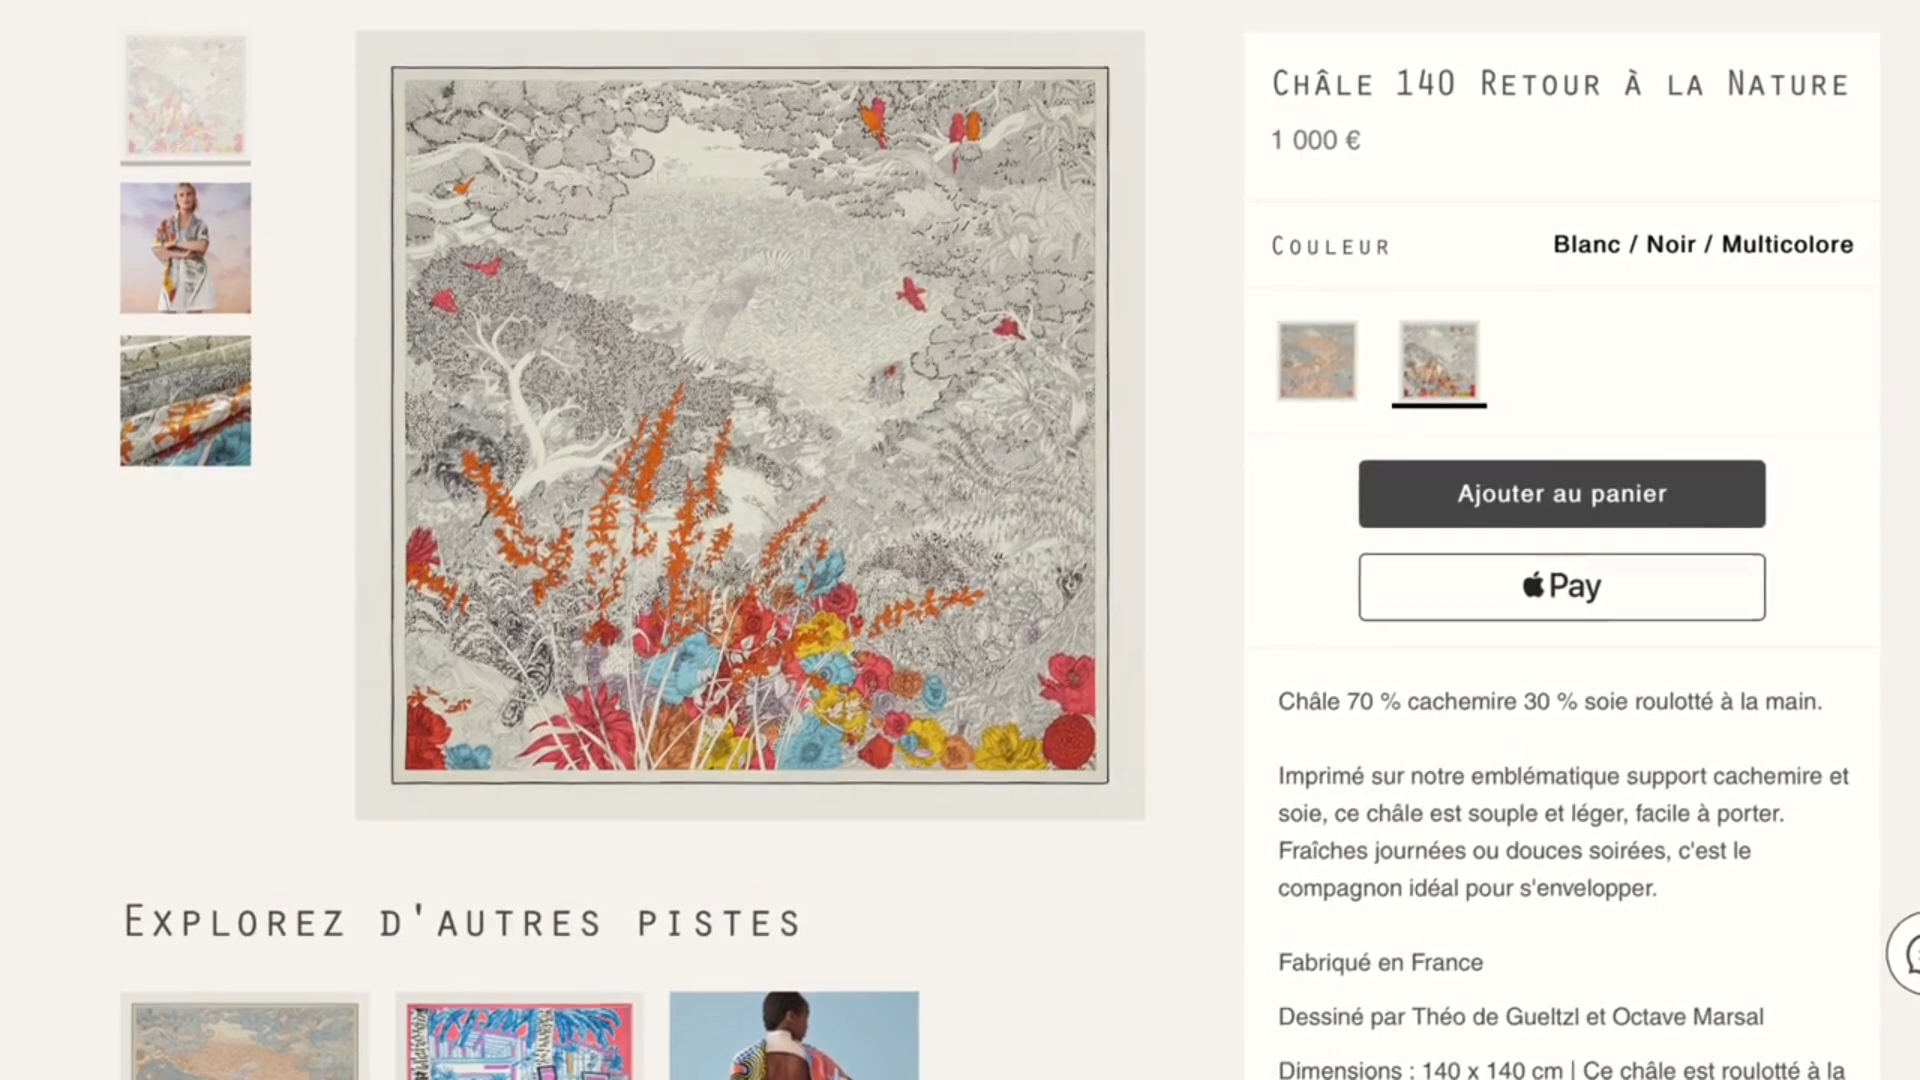 Châle 140 Retour à la Nature
1 000 €
Couleur
Blanc / Noir / Multicolore
Ajouter au panier
Pay
Châle 70 % cachemire 30 % soie roulotté à la main.
Imprimé sur notre emblématique support cachemire et
soie, ce châle est souple et léger, facile à porter.
Fraîches journées ou douces soirées, c'est le
compagnon idéal pour s'envelopper.
Fabriqué en France
Dessiné par Théo de Gueltzl et Octave Marsal
Dimensions : 140 x 140 cm | Ce châle est roulotté à la
Explorez d'autres pistes